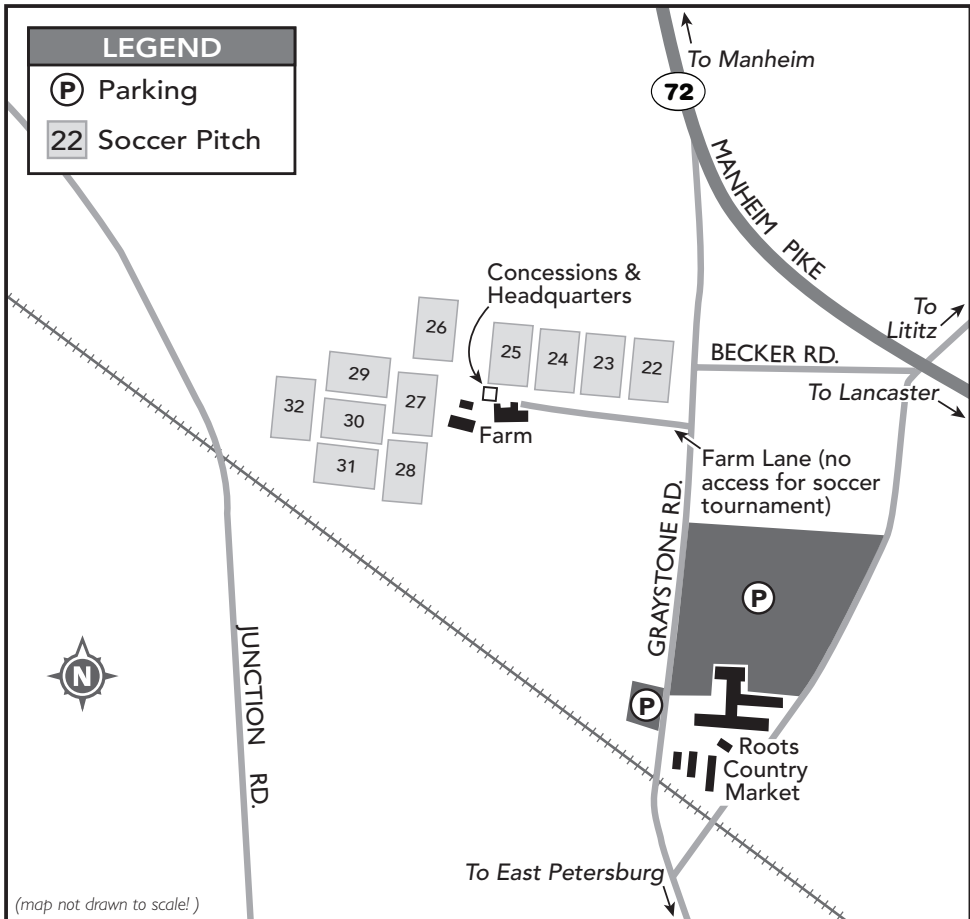 LEGEND
P Parking
22 Soccer Pitch
To Manheim
72
MANHEIM PIKE
Concessions &
Headquarters
To
Lititz
BECKER RD.
To Lancaster
26
25
24
23
22
29
27
32
30
31
28
Farm
Farm Lane (no
access for soccer
tournament)
GRAYSTONE RD.
P
P
N
JUNCTION RD.
Roots
Country
Market
To East Petersburg
(map not drawn to scale! )